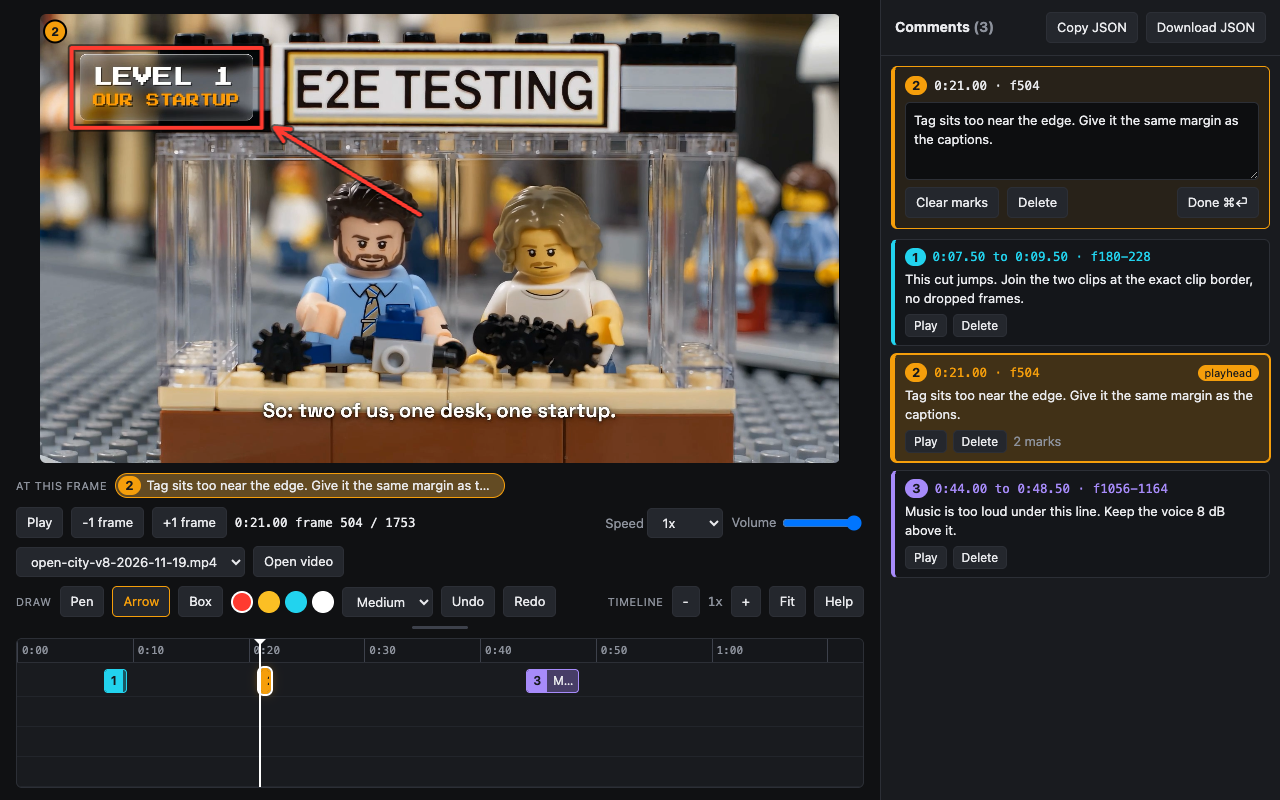 2
LEVEL 1
OUR STARTUP
E2E TESTING
So: two of us, one desk, one startup.
AT THIS FRAME
2 Tag sits too near the edge. Give it the same margin as t...
Play -1 frame +1 frame 0:21.00 frame 504 / 1753 Speed 1x Volume
open-city-v8-2026-11-19.mp4 Open video
DRAW Pen Arrow Box Medium Undo Redo TIMELINE - 1x + Fit Help
0:00 0:10 0:20 0:30 0:40 0:50 1:00
1 3 M...
Comments (3) Copy JSON Download JSON
2 0:21.00 · f504
Tag sits too near the edge. Give it the same margin as
the captions.
Clear marks Delete Done ⌘⏎
1 0:07.50 to 0:09.50 · f180–228
This cut jumps. Join the two clips at the exact clip border,
no dropped frames.
Play Delete
2 0:21.00 · f504 playhead
Tag sits too near the edge. Give it the same margin as the
captions.
Play Delete 2 marks
3 0:44.00 to 0:48.50 · f1056–1164
Music is too loud under this line. Keep the voice 8 dB
above it.
Play Delete